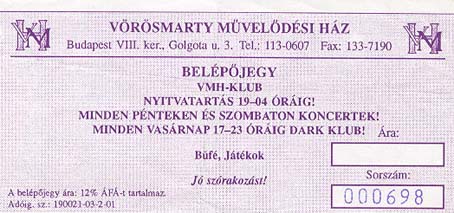 VÖRÖSMARTY MŰVELŐDÉSI HÁZ
Budapest VIII. ker., Golgota u. 3. Tel.: 113-0607 Fax: 133-7190
BELÉPŐJEGY
VMH-KLUB
NYITVATARTÁS 19–04 ÓRÁIG!
MINDEN PÉNTEKEN ÉS SZOMBATON KONCERTEK!
MINDEN VASÁRNAP 17–23 ÓRÁIG DARK KLUB!
Ára:
Büfé, Játékok
Jó szórakozást!
Sorszám:
000698
A belépőjegy ára: 12% ÁFÁ-t tartalmaz.
Adóig. sz.: 190021-03-2-01